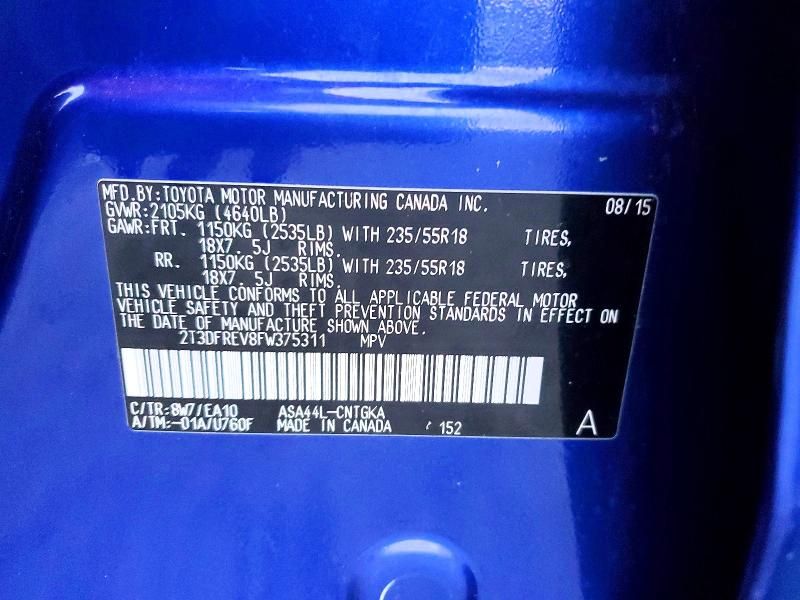 MFD.BY:TOYOTA MOTOR MANUFACTURING CANADA INC. 08/15
GVWR:2105KG (4640LB)
GAWR:FRT. 1150KG (2535LB) WITH 235/55R18 TIRES,
18X7. 5J RIMS.
RR. 1150KG (2535LB) WITH 235/55R18 TIRES,
18X7. 5J RIMS.
THIS VEHICLE CONFORMS TO ALL APPLICABLE FEDERAL MOTOR
VEHICLE SAFETY AND THEFT PREVENTION STANDARDS IN EFFECT ON
THE DATE OF MANUFACTURE SHOWN ABOVE.
2T3DFREV8FW375311 MPV
C/TR:8W7/EA10 ASA44L-CNTGKA
A/TM:-01A/U760F MADE IN CANADA 152 A